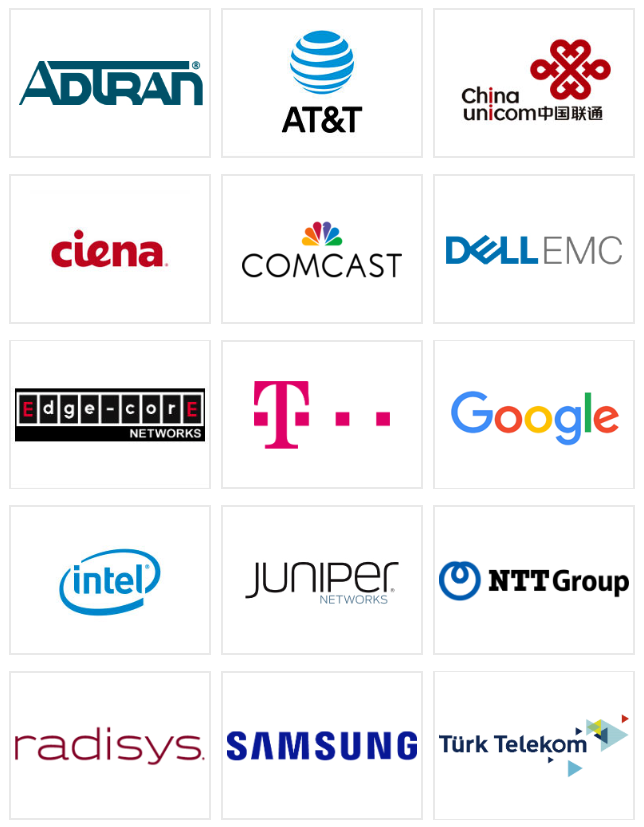 ADTRAN®
AT&T
China
unicom中国联通
ciena.
COMCAST
DELLEMC
Edge-corE
NETWORKS
T
Google
intel®
JUNIPER®
NETWORKS
NTT Group
radisys.
SAMSUNG
Türk Telekom